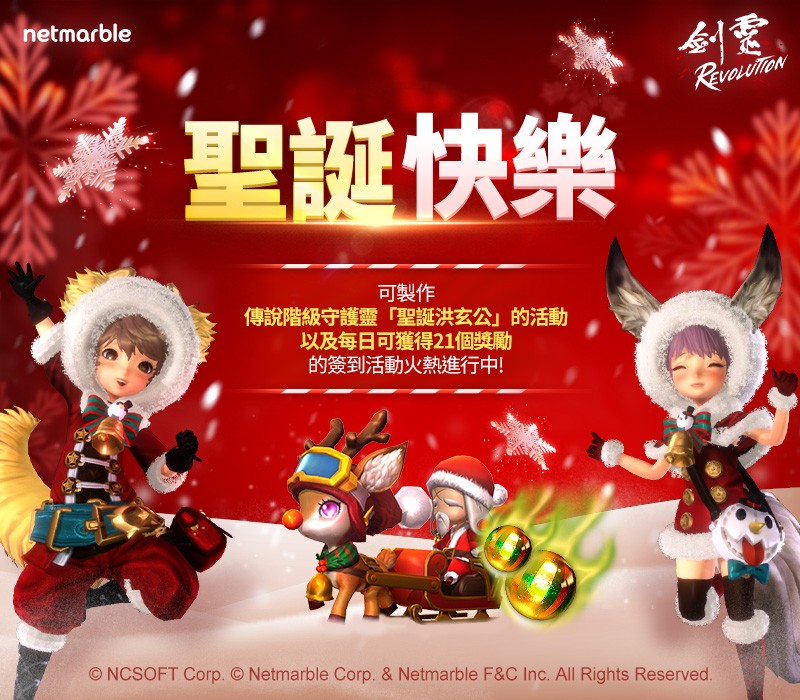 netmarble
劍靈
REVOLUTION
聖誕快樂
可製作
傳說階級守護靈「聖誕洪玄公」的活動
以及每日可獲得21個獎勵
的簽到活動火熱進行中!
© NCSOFT Corp. © Netmarble Corp. & Netmarble F&C Inc. All Rights Reserved.